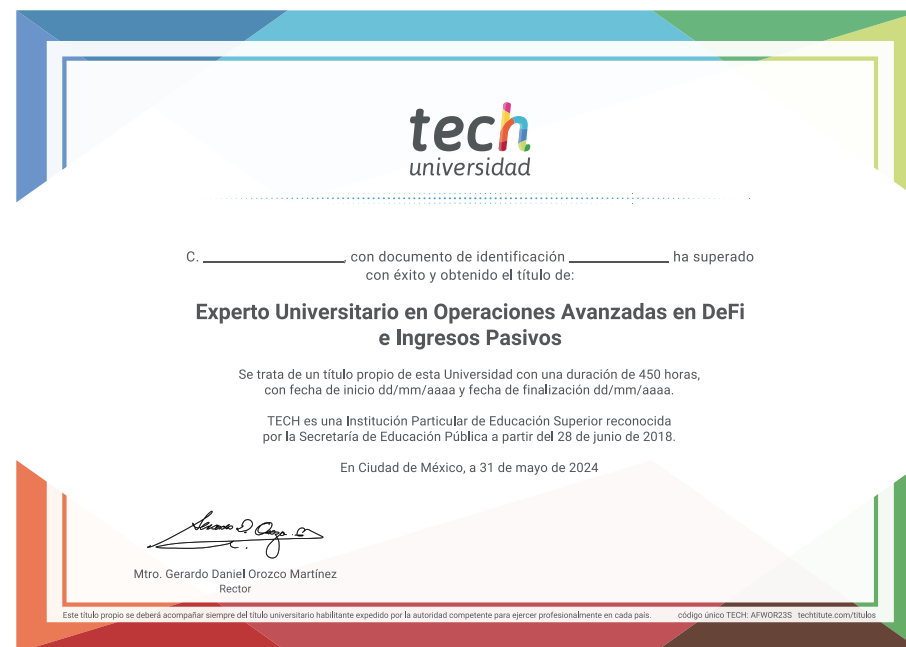 tech
universidad
C. ____________________, con documento de identificación ______________ ha superado
con éxito y obtenido el título de:
Experto Universitario en Operaciones Avanzadas en DeFi
e Ingresos Pasivos
Se trata de un título propio de esta Universidad con una duración de 450 horas,
con fecha de inicio dd/mm/aaaa y fecha de finalización dd/mm/aaaa.
TECH es una Institución Particular de Educación Superior reconocida
por la Secretaría de Educación Pública a partir del 28 de junio de 2018.
En Ciudad de México, a 31 de mayo de 2024
Mtro. Gerardo Daniel Orozco Martínez
Rector
Este título propio se deberá acompañar siempre del título universitario habilitante expedido por la autoridad competente para ejercer profesionalmente en cada país. código único TECH: AFWOR23S techtitute.com/titulos